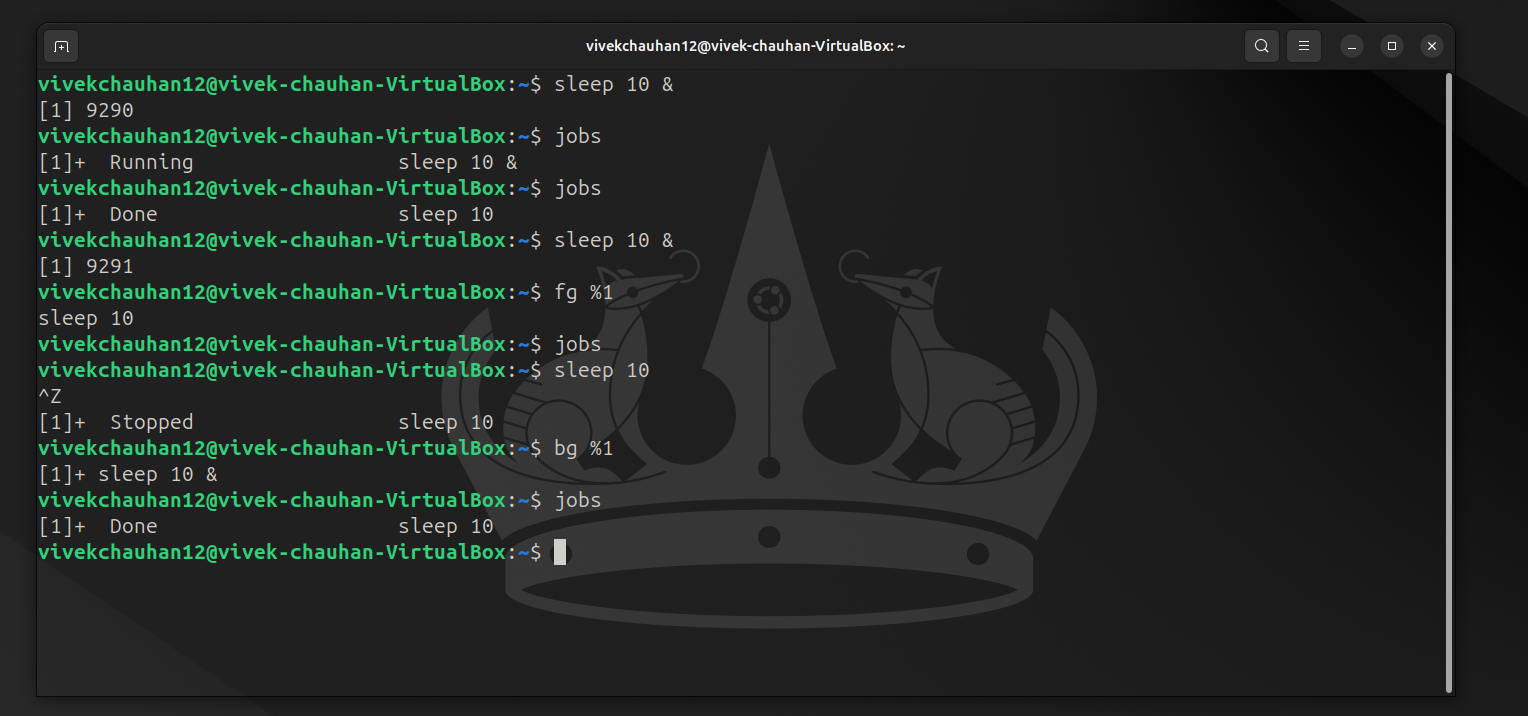 vivekchauhan12@vivek-chauhan-VirtualBox: ~
vivekchauhan12@vivek-chauhan-VirtualBox:~$ sleep 10 &
[1] 9290
vivekchauhan12@vivek-chauhan-VirtualBox:~$ jobs
[1]+  Running                 sleep 10 &
vivekchauhan12@vivek-chauhan-VirtualBox:~$ jobs
[1]+  Done                    sleep 10
vivekchauhan12@vivek-chauhan-VirtualBox:~$ sleep 10 &
[1] 9291
vivekchauhan12@vivek-chauhan-VirtualBox:~$ fg %1
sleep 10
vivekchauhan12@vivek-chauhan-VirtualBox:~$ jobs
vivekchauhan12@vivek-chauhan-VirtualBox:~$ sleep 10
^Z
[1]+  Stopped                 sleep 10
vivekchauhan12@vivek-chauhan-VirtualBox:~$ bg %1
[1]+ sleep 10 &
vivekchauhan12@vivek-chauhan-VirtualBox:~$ jobs
[1]+  Done                    sleep 10
vivekchauhan12@vivek-chauhan-VirtualBox:~$